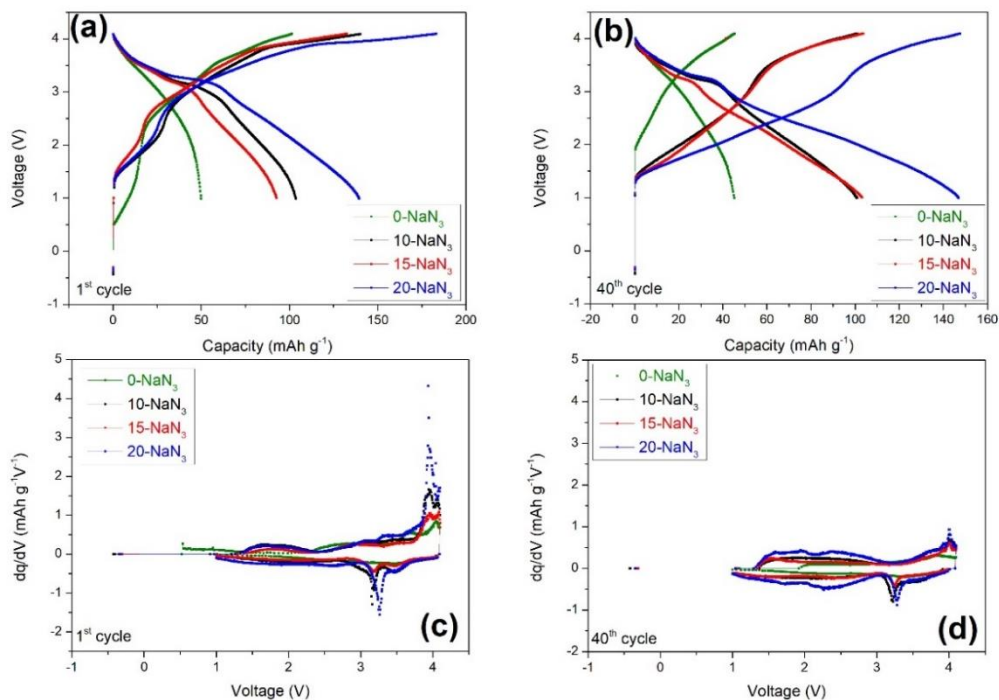 (a)
5
4
3
2
1
0
-1
Voltage (V)
0-NaN₃
10-NaN₃
15-NaN₃
20-NaN₃
1ˢᵗ cycle
0 50 100 150 200
Capacity (mAh g⁻¹)
(b)
5
4
3
2
1
0
-1
Voltage (V)
0-NaN₃
10-NaN₃
15-NaN₃
20-NaN₃
40ᵗʰ cycle
0 20 40 60 80 100 120 140 160
Capacity (mAh g⁻¹)
5
4
3
2
1
0
-1
-2
dq/dV (mAh g⁻¹V⁻¹)
0-NaN₃
10-NaN₃
15-NaN₃
20-NaN₃
(c)
1ˢᵗ cycle
-1 0 1 2 3 4
Voltage (V)
5
4
3
2
1
0
-1
-2
dq/dV (mAh g⁻¹V⁻¹)
0-NaN₃
10-NaN₃
15-NaN₃
20-NaN₃
(d)
40ᵗʰ cycle
-1 0 1 2 3 4
Voltage (V)